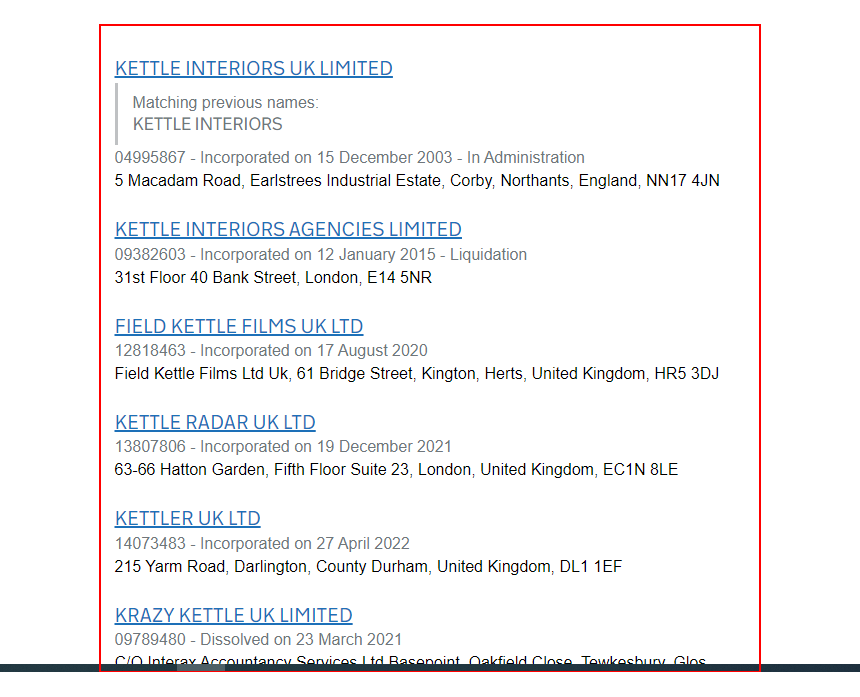 KETTLE INTERIORS UK LIMITED
Matching previous names:
KETTLE INTERIORS
04995867 - Incorporated on 15 December 2003 - In Administration
5 Macadam Road, Earlstrees Industrial Estate, Corby, Northants, England, NN17 4JN
KETTLE INTERIORS AGENCIES LIMITED
09382603 - Incorporated on 12 January 2015 - Liquidation
31st Floor 40 Bank Street, London, E14 5NR
FIELD KETTLE FILMS UK LTD
12818463 - Incorporated on 17 August 2020
Field Kettle Films Ltd Uk, 61 Bridge Street, Kington, Herts, United Kingdom, HR5 3DJ
KETTLE RADAR UK LTD
13807806 - Incorporated on 19 December 2021
63-66 Hatton Garden, Fifth Floor Suite 23, London, United Kingdom, EC1N 8LE
KETTLER UK LTD
14073483 - Incorporated on 27 April 2022
215 Yarm Road, Darlington, County Durham, United Kingdom, DL1 1EF
KRAZY KETTLE UK LIMITED
09789480 - Dissolved on 23 March 2021
C/O Interax Accountancy Services Ltd Basepoint, Oakfield Close, Tewkesbury, Glos,